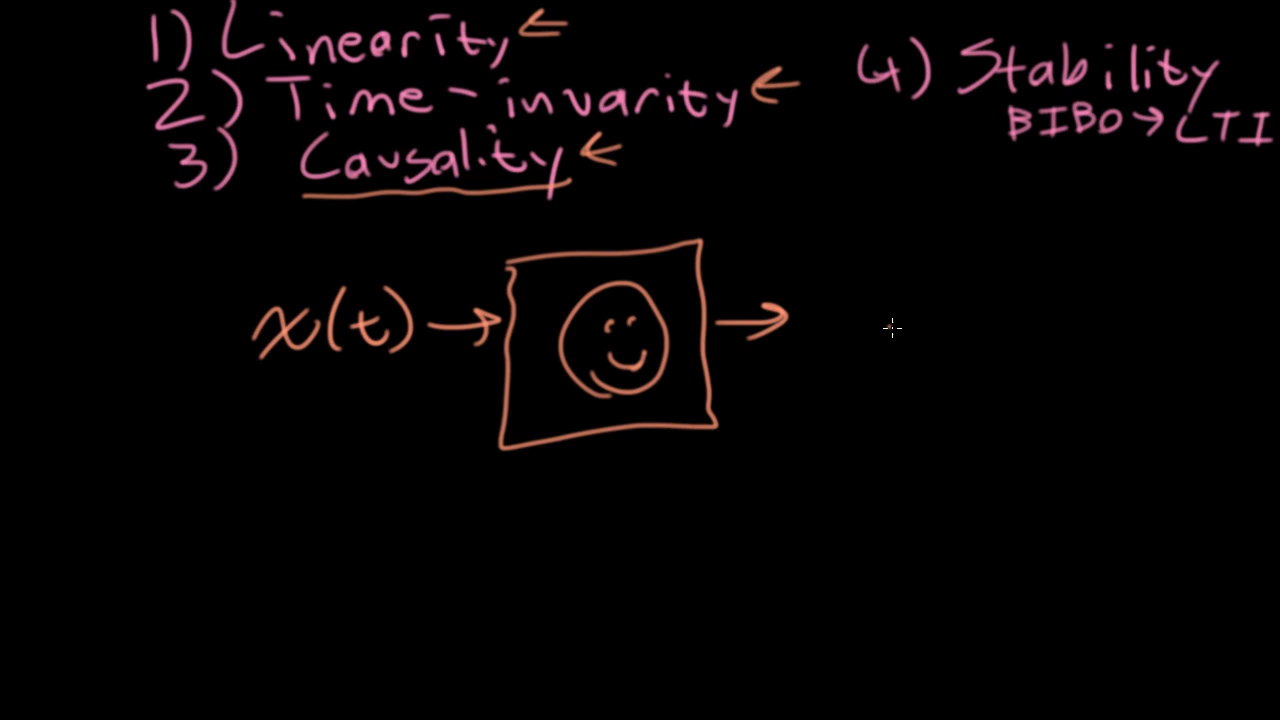 1) Linearity
2) Time-invarity
3) Causality
(4) Stability
BIBO → LTI
x(t)